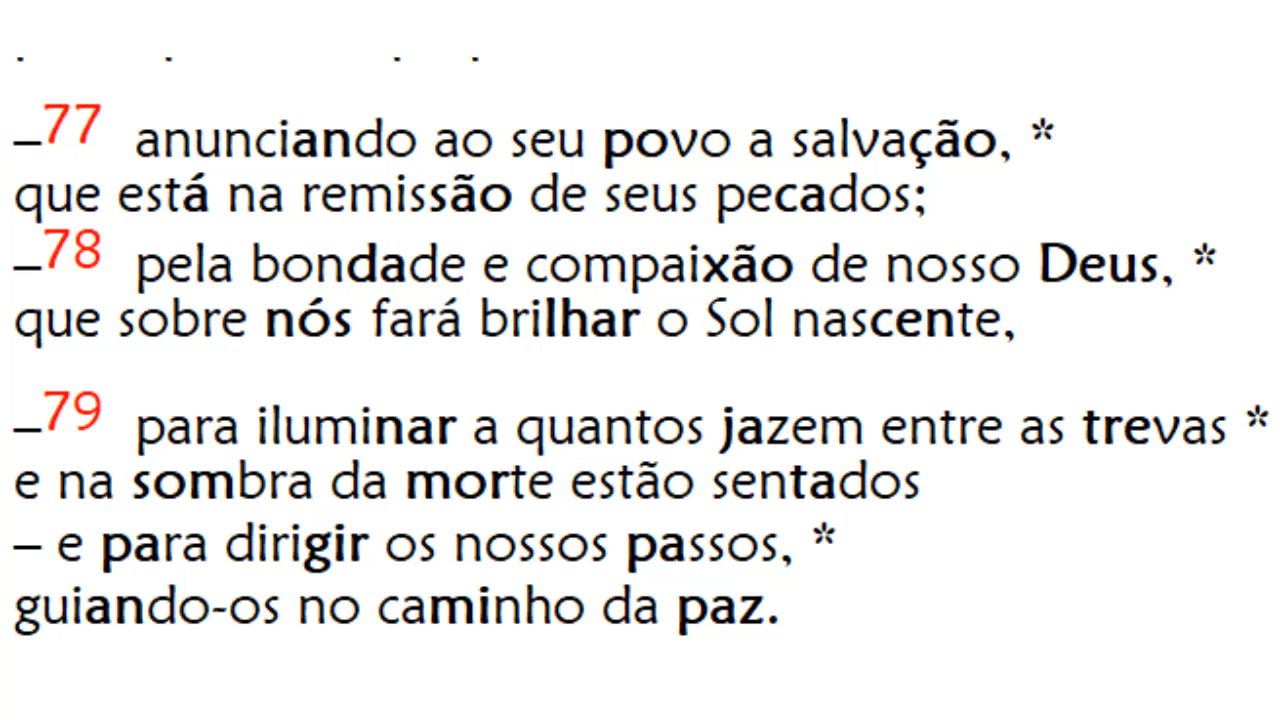 –77 anunciando ao seu povo a salvação, *
que está na remissão de seus pecados;
–78 pela bondade e compaixão de nosso Deus, *
que sobre nós fará brilhar o Sol nascente,
–79 para iluminar a quantos jazem entre as trevas *
e na sombra da morte estão sentados
– e para dirigir os nossos passos, *
guiando-os no caminho da paz.